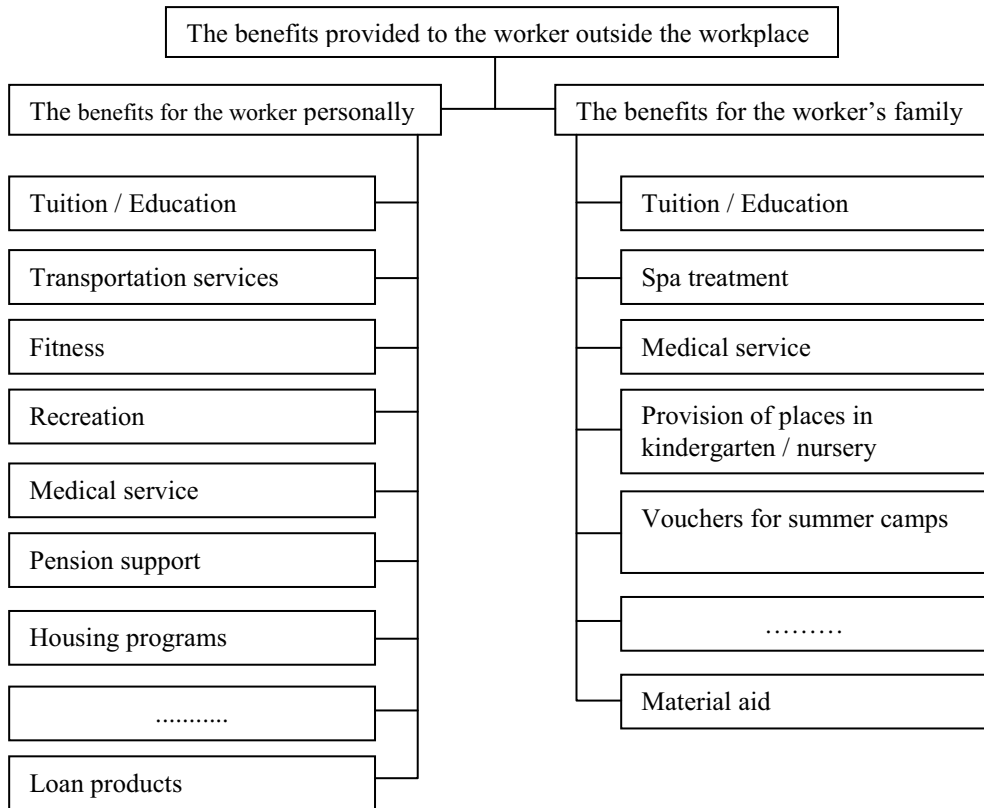 The benefits provided to the worker outside the workplace
The benefits for the worker personally
Tuition / Education
Transportation services
Fitness
Recreation
Medical service
Pension support
Housing programs
...........
Loan products
The benefits for the worker’s family
Tuition / Education
Spa treatment
Medical service
Provision of places in
kindergarten / nursery
Vouchers for summer camps
………
Material aid